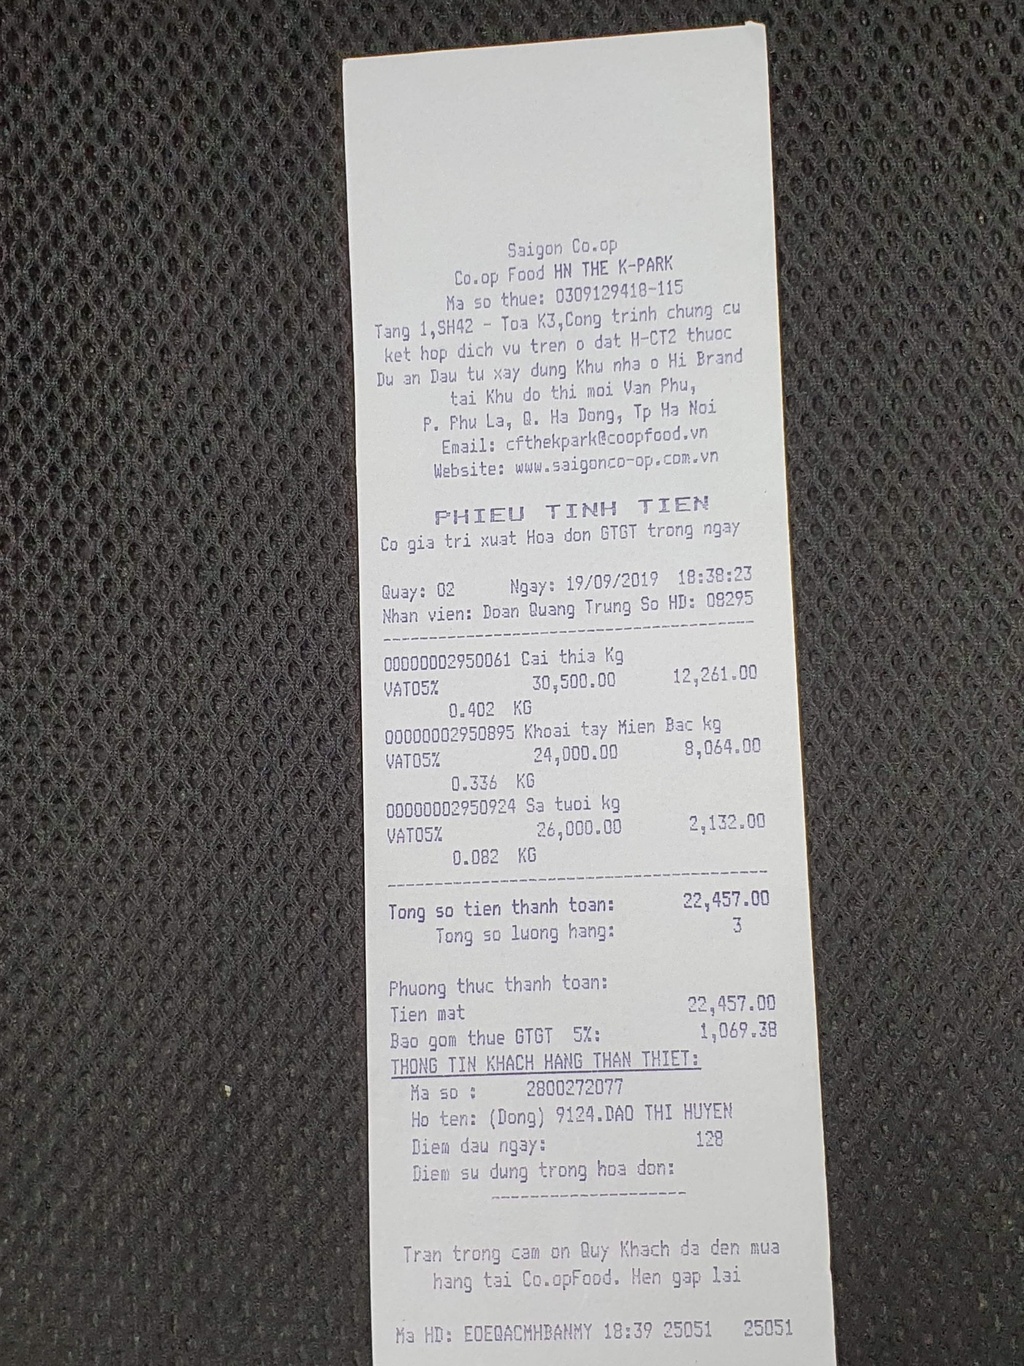 Saigon Co.op
Co.op Food HN THE K-PARK
Ma so thue: 0309129418-115
Tang 1,SH42 - Toa K3,Cong trinh chung cu
ket hop dich vu tren o dat H-CT2 thuoc
Du an Dau tu xay dung Khu nha o Hi Brand
tai Khu do thi moi Van Phu,
P. Phu La, Q. Ha Dong, Tp Ha Noi
Email: cfthekpark@coopfood.vn
Website: www.saigonco-op.com.vn
PHIEU TINH TIEN
Co gia tri xuat Hoa don GTGT trong ngay
Quay: 02 Ngay: 19/09/2019 18:38:23
Nhan vien: Doan Quang Trung So HD: 08295
00000002950061 Cai thia Kg
VAT05% 30,500.00 12,261.00
0.402 KG
00000002950895 Khoai tay Mien Bac kg
VAT05% 24,000.00 8,064.00
0.336 KG
00000002950924 Sa tuoi kg
VAT05% 26,000.00 2,132.00
0.082 KG
Tong so tien thanh toan: 22,457.00
Tong so luong hang: 3
Phuong thuc thanh toan:
Tien mat 22,457.00
Bao gom thue GTGT 5%: 1,069.38
THONG TIN KHACH HANG THAN THIET:
Ma so : 2800272077
Ho ten: (Dong) 9124.DAO THI HUYEN
Diem dau ngay: 128
Diem su dung trong hoa don:
Tran trong cam on Quy Khach da den mua
hang tai Co.opFood. Hen gap lai
Ma HD: EOEQACMHBANMY 18:39 25051 25051